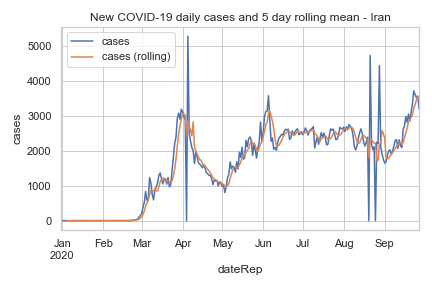 New COVID-19 daily cases and 5 day rolling mean - Iran
cases
cases (rolling)
5000
4000
3000
2000
1000
0
cases
Jan Feb Mar Apr May Jun Jul Aug Sep
2020
dateRep